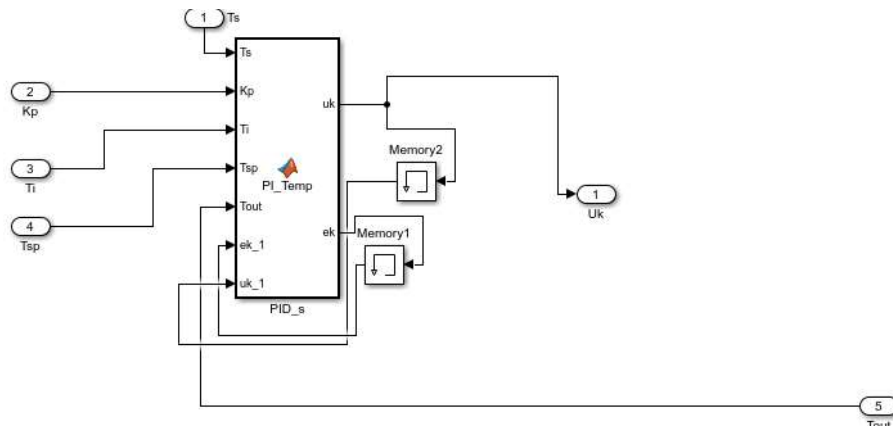 1
Ts
Ts
2
Kp
Kp
uk
Ti
Memory2
3
Ti
Tsp
PI_Temp
1
Uk
4
Tsp
Tout
ek
Memory1
ek_1
uk_1
PID_s
5
Tout